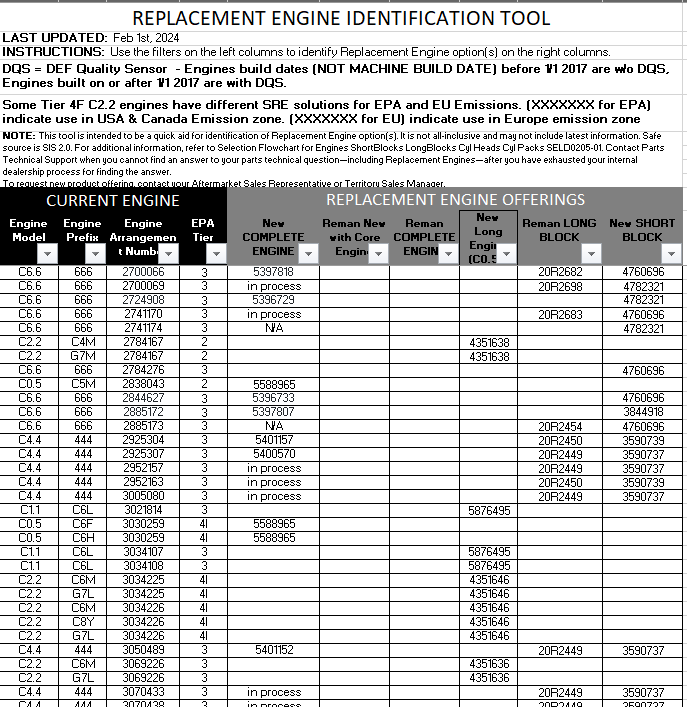 REPLACEMENT ENGINE IDENTIFICATION TOOL
LAST UPDATED: Feb 1st, 2024
INSTRUCTIONS: Use the filters on the left columns to identify Replacement Engine option(s) on the right columns.
DQS = DEF Quality Sensor - Engines build dates (NOT MACHINE BUILD DATE) before 1/1 2017 are w/o DQS,
Engines built on or after 1/1 2017 are with DQS.
Some Tier 4F C2.2 engines have different SRE solutions for EPA and EU Emissions. (XXXXXXX for EPA)
indicate use in USA & Canada Emission zone. (XXXXXXX for EU) indicate use in Europe emission zone
NOTE: This tool is intended to be a quick aid for identification of Replacement Engine option(s). It is not all-inclusive and may not include latest information. Safe
source is SIS 2.0. For additional information, refer to Selection Flowchart for Engines ShortBlocks LongBlocks Cyl Heads Cyl Packs SELD0205-01. Contact Parts
Technical Support when you cannot find an answer to your parts technical question—including Replacement Engines—after you have exhausted your internal
dealership process for finding the answer.
To request new product offering, contact your Aftermarket Sales Representative or Territory Sales Manager.
CURRENT ENGINE REPLACEMENT ENGINE OFFERINGS
Engine Model Engine Prefix Engine Arrangemen t Numb EPA Tier New COMPLETE ENGINE Reman New with Core Engin Reman COMPLETE ENGIN New Long Engin (C0.5 Reman LONG BLOCK New SHORT BLOCK
C6.6 666 2700066 3 5397818 20R2682 4760696
C6.6 666 2700069 3 in process 20R2698 4782321
C6.6 666 2724908 3 5396729 4782321
C6.6 666 2741170 3 in process 20R2683 4760696
C6.6 666 2741174 3 N/A 4782321
C2.2 C4M 2784167 2 4351638
C2.2 G7M 2784167 2 4351638
C6.6 666 2784276 3 4760696
C0.5 C5M 2838043 2 5588965
C6.6 666 2844627 3 5396733 4760696
C6.6 666 2885172 3 5397807 3844918
C6.6 666 2885173 3 N/A 20R2454 4760696
C4.4 444 2925304 3 5401157 20R2450 3590739
C4.4 444 2925307 3 5400570 20R2449 3590737
C4.4 444 2952157 3 in process 20R2449 3590737
C4.4 444 2952163 3 in process 20R2450 3590739
C4.4 444 3005080 3 in process 20R2449 3590737
C1.1 C6L 3021814 3 5876495
C0.5 C6F 3030259 4I 5588965
C0.5 C6H 3030259 4I 5588965
C1.1 C6L 3034107 3 5876495
C1.1 C6L 3034108 3 5876495
C2.2 C6M 3034225 4I 4351646
C2.2 G7L 3034225 4I 4351646
C2.2 C6M 3034226 4I 4351646
C2.2 C8Y 3034226 4I 4351646
C2.2 G7L 3034226 4I 4351646
C4.4 444 3050489 3 5401152 20R2449 3590737
C2.2 C6M 3069226 3 4351636
C2.2 G7L 3069226 3 4351636
C4.4 444 3070433 3 in process 20R2449 3590737
C4.4 444 3070438 3 in process 20R2449 3590737